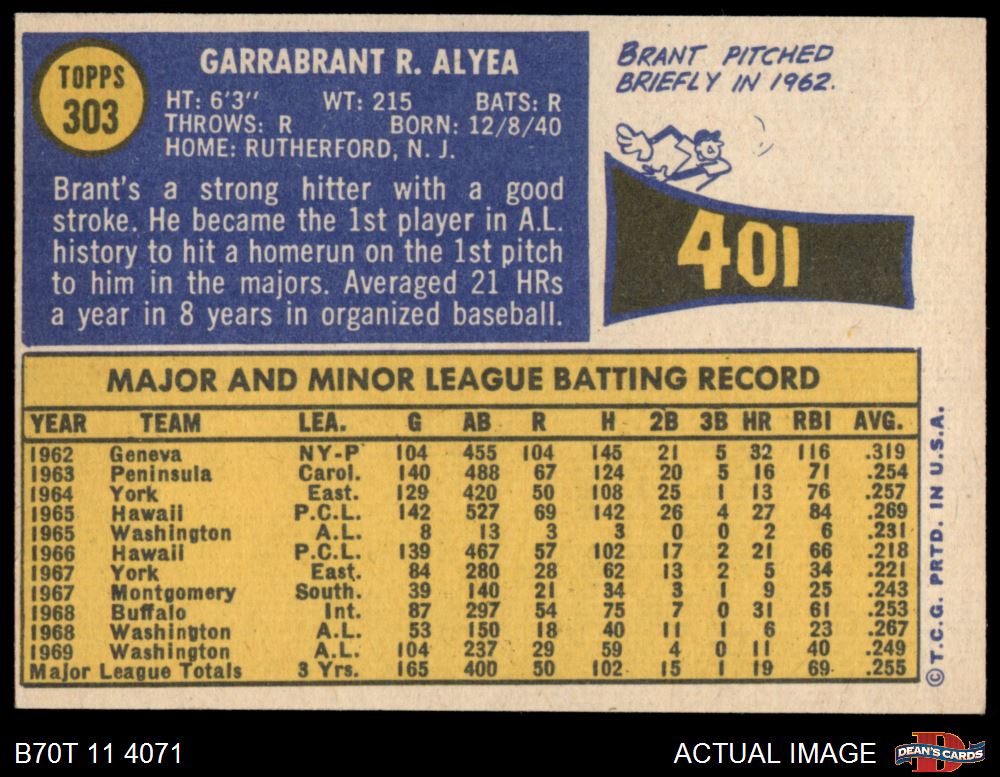 TOPPS
303
GARRABRANT R. ALYEA
HT: 6'3" WT: 215 BATS: R
THROWS: R BORN: 12/8/40
HOME: RUTHERFORD, N. J.
Brant's a strong hitter with a good
stroke. He became the 1st player in A.L.
history to hit a homerun on the 1st pitch
to him in the majors. Averaged 21 HRs
a year in 8 years in organized baseball.
BRANT PITCHED
BRIEFLY IN 1962.
401
MAJOR AND MINOR LEAGUE BATTING RECORD
YEAR TEAM LEA. G AB R H 2B 3B HR RBI AVG.
1962 Geneva NY-P 104 455 104 145 21 5 32 116 .319
1963 Peninsula Carol. 140 488 67 124 20 5 16 71 .254
1964 York East. 129 420 50 108 25 1 13 76 .257
1965 Hawaii P.C.L. 142 527 69 142 26 4 27 84 .269
1965 Washington A.L. 8 13 3 3 0 0 2 6 .231
1966 Hawaii P.C.L. 139 467 57 102 17 2 21 66 .218
1967 York East. 84 280 28 62 13 2 5 34 .221
1967 Montgomery South. 39 140 21 34 3 1 9 25 .243
1968 Buffalo Int. 87 297 54 75 7 0 31 61 .253
1968 Washington A.L. 53 150 18 40 11 1 6 23 .267
1969 Washington A.L. 104 237 29 59 4 0 11 40 .249
Major League Totals 3 Yrs. 165 400 50 102 15 1 19 69 .255
©T.C.G. PRTD. IN U.S.A.
B70T 11 4071
ACTUAL IMAGE
D
DEAN'S CARDS